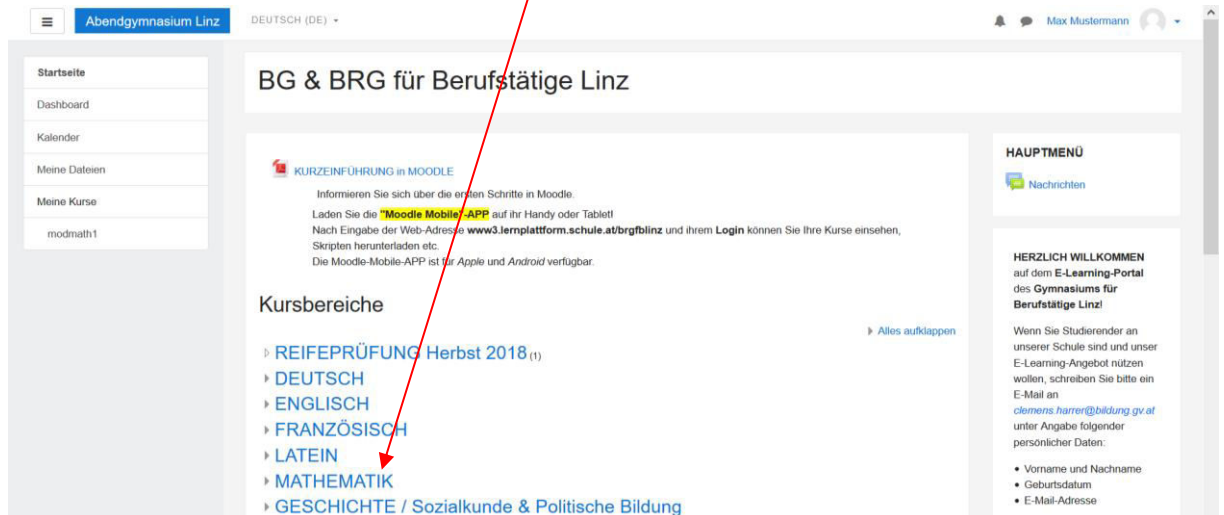 Abendgymnasium Linz
DEUTSCH (DE)
Max Mustermann
Startseite
Dashboard
Kalender
Meine Dateien
Meine Kurse
modmath1
BG & BRG für Berufstätige Linz
KURZEINFÜHRUNG in MOODLE
Informieren Sie sich über die ersten Schritte in Moodle.
Laden Sie die "Moodle Mobile"-APP auf ihr Handy oder Tablet!
Nach Eingabe der Web-Adresse www3.lernplattform.schule.at/brgfblinz und ihrem Login können Sie Ihre Kurse einsehen,
Skripten herunterladen etc.
Die Moodle-Mobile-APP ist für Apple und Android verfügbar.
Kursbereiche
Alles aufklappen
REIFEPRÜFUNG Herbst 2018 (1)
DEUTSCH
ENGLISCH
FRANZÖSISCH
LATEIN
MATHEMATIK
GESCHICHTE / Sozialkunde & Politische Bildung
HAUPTMENÜ
Nachrichten
HERZLICH WILLKOMMEN
auf dem E-Learning-Portal
des Gymnasiums für
Berufstätige Linz!
Wenn Sie Studierender an
unserer Schule sind und unser
E-Learning-Angebot nützen
wollen, schreiben Sie bitte ein
E-Mail an
clemens.harrer@bildung.gv.at
unter Angabe folgender
persönlicher Daten:
• Vorname und Nachname
• Geburtsdatum
• E-Mail-Adresse